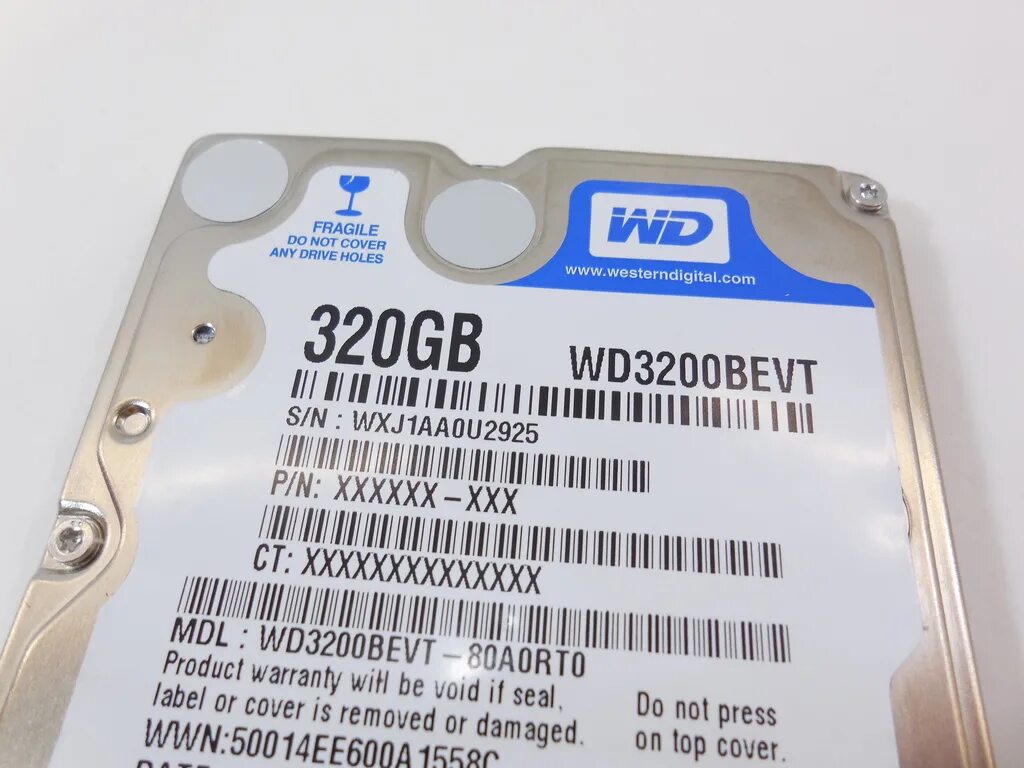 FRAGILE
DO NOT COVER
ANY DRIVE HOLES
WD
www.westerndigital.com
320GB
WD3200BEVT
S/N : WXJ1AA0U2925
P/N: XXXXXX-XXX
CT: XXXXXXXXXXXXXX
MDL : WD3200BEVT-80A0RT0
Product warranty will be void if seal,
label or cover is removed or damaged.
Do not press
on top cover.
WWN:50014EE600A1558C